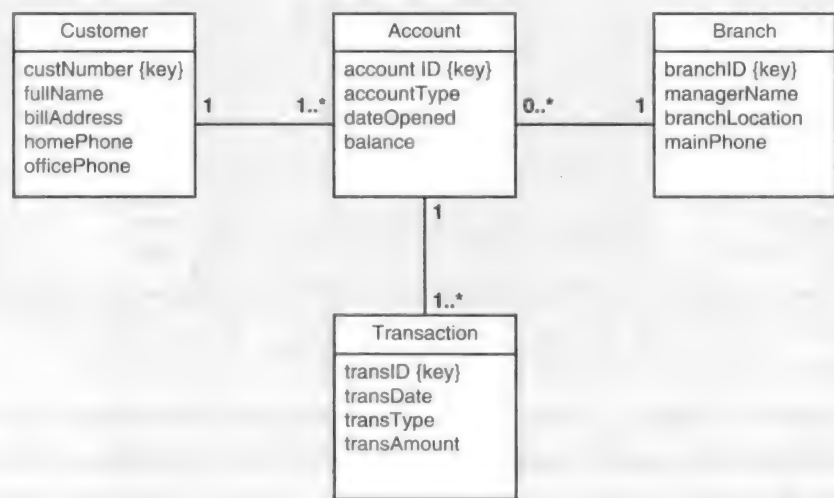 Customer
custNumber {key}
fullName
billAddress
homePhone
officePhone
1
1..*
Account
account ID {key}
accountType
dateOpened
balance
0..*
1
Branch
branchID {key}
managerName
branchLocation
mainPhone
1
1..*
Transaction
transID {key}
transDate
transType
transAmount